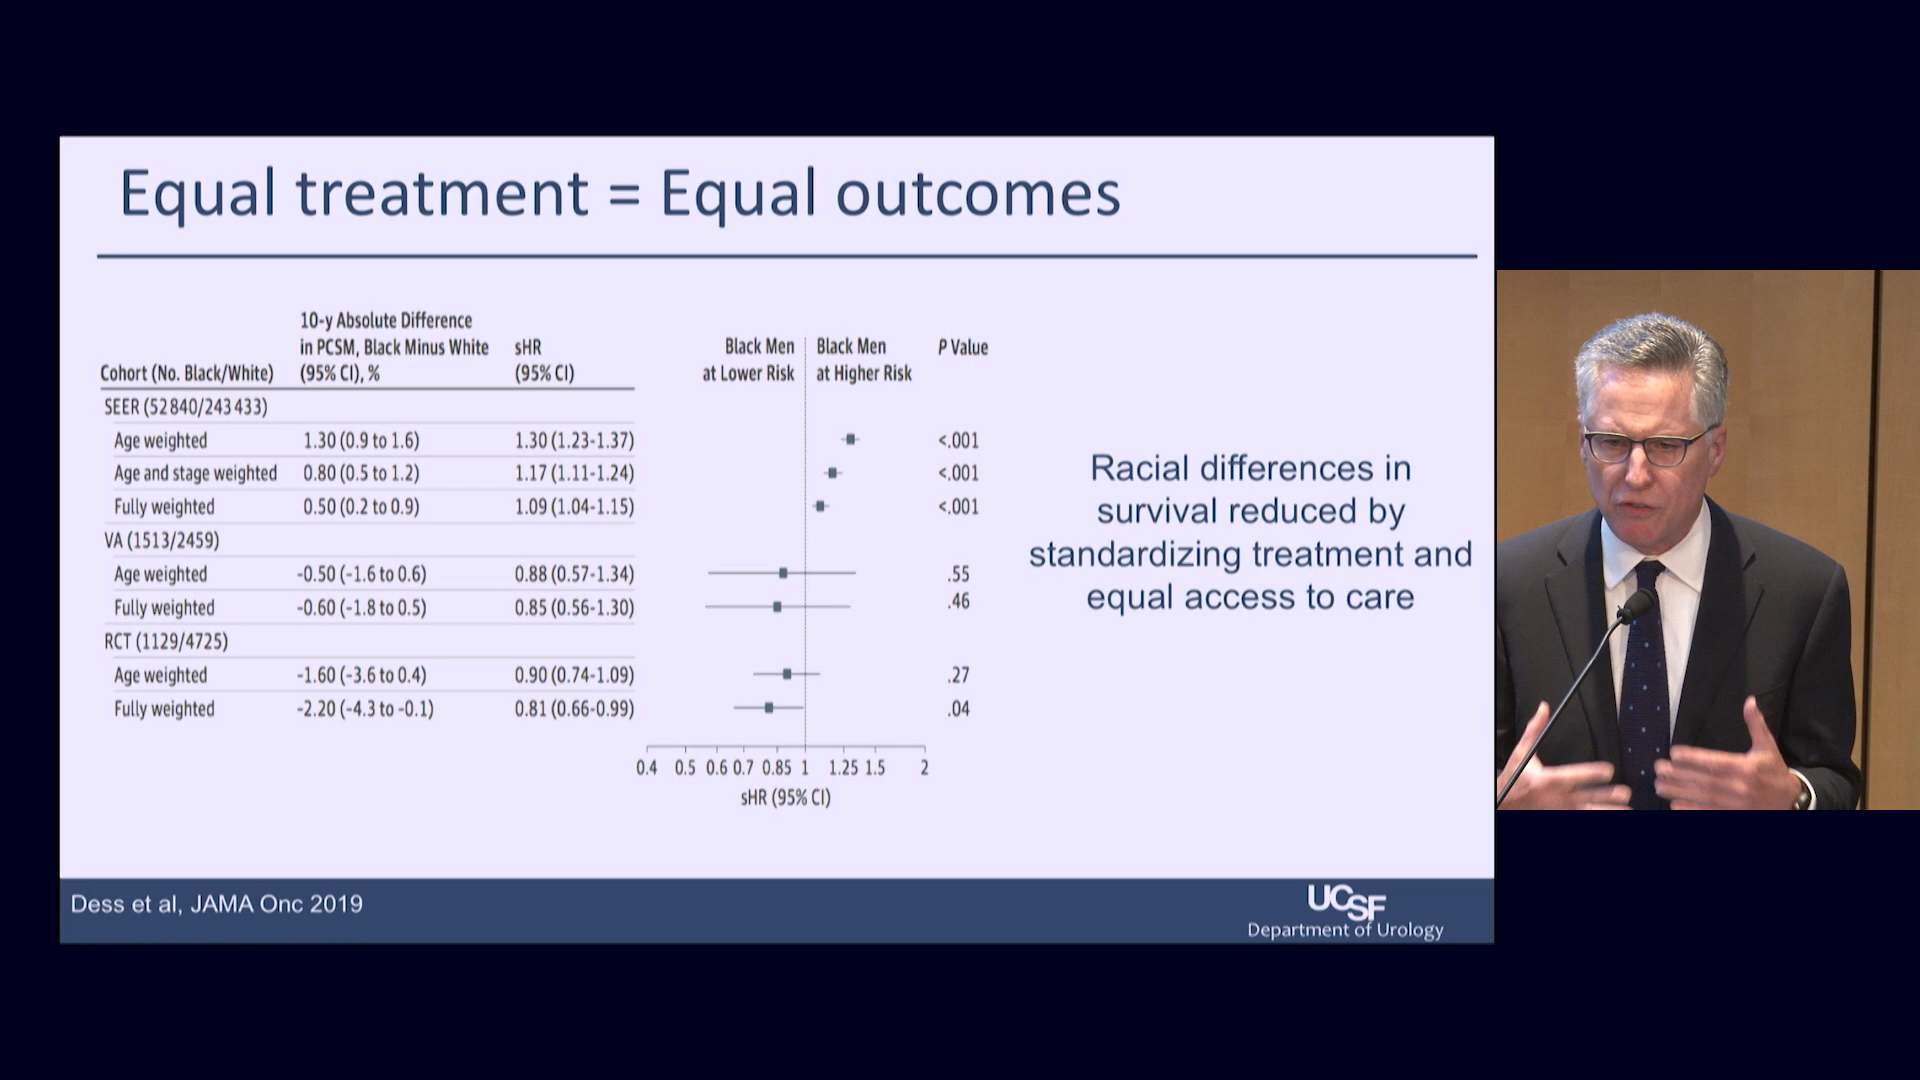 Equal treatment = Equal outcomes
10-y Absolute Difference
in PCSM, Black Minus White
(95% CI), %
Cohort (No. Black/White)
sHR
(95% CI)
Black Men
at Lower Risk
Black Men
at Higher Risk
P Value
SEER (52 840/243 433)
Age weighted 1.30 (0.9 to 1.6) 1.30 (1.23-1.37) <.001
Age and stage weighted 0.80 (0.5 to 1.2) 1.17 (1.11-1.24) <.001
Fully weighted 0.50 (0.2 to 0.9) 1.09 (1.04-1.15) <.001
VA (1513/2459)
Age weighted -0.50 (-1.6 to 0.6) 0.88 (0.57-1.34) .55
Fully weighted -0.60 (-1.8 to 0.5) 0.85 (0.56-1.30) .46
RCT (1129/4725)
Age weighted -1.60 (-3.6 to 0.4) 0.90 (0.74-1.09) .27
Fully weighted -2.20 (-4.3 to -0.1) 0.81 (0.66-0.99) .04
0.4 0.5 0.6 0.7 0.85 1 1.25 1.5 2
sHR (95% CI)
Racial differences in
survival reduced by
standardizing treatment and
equal access to care
Dess et al, JAMA Onc 2019
UCSF
Department of Urology